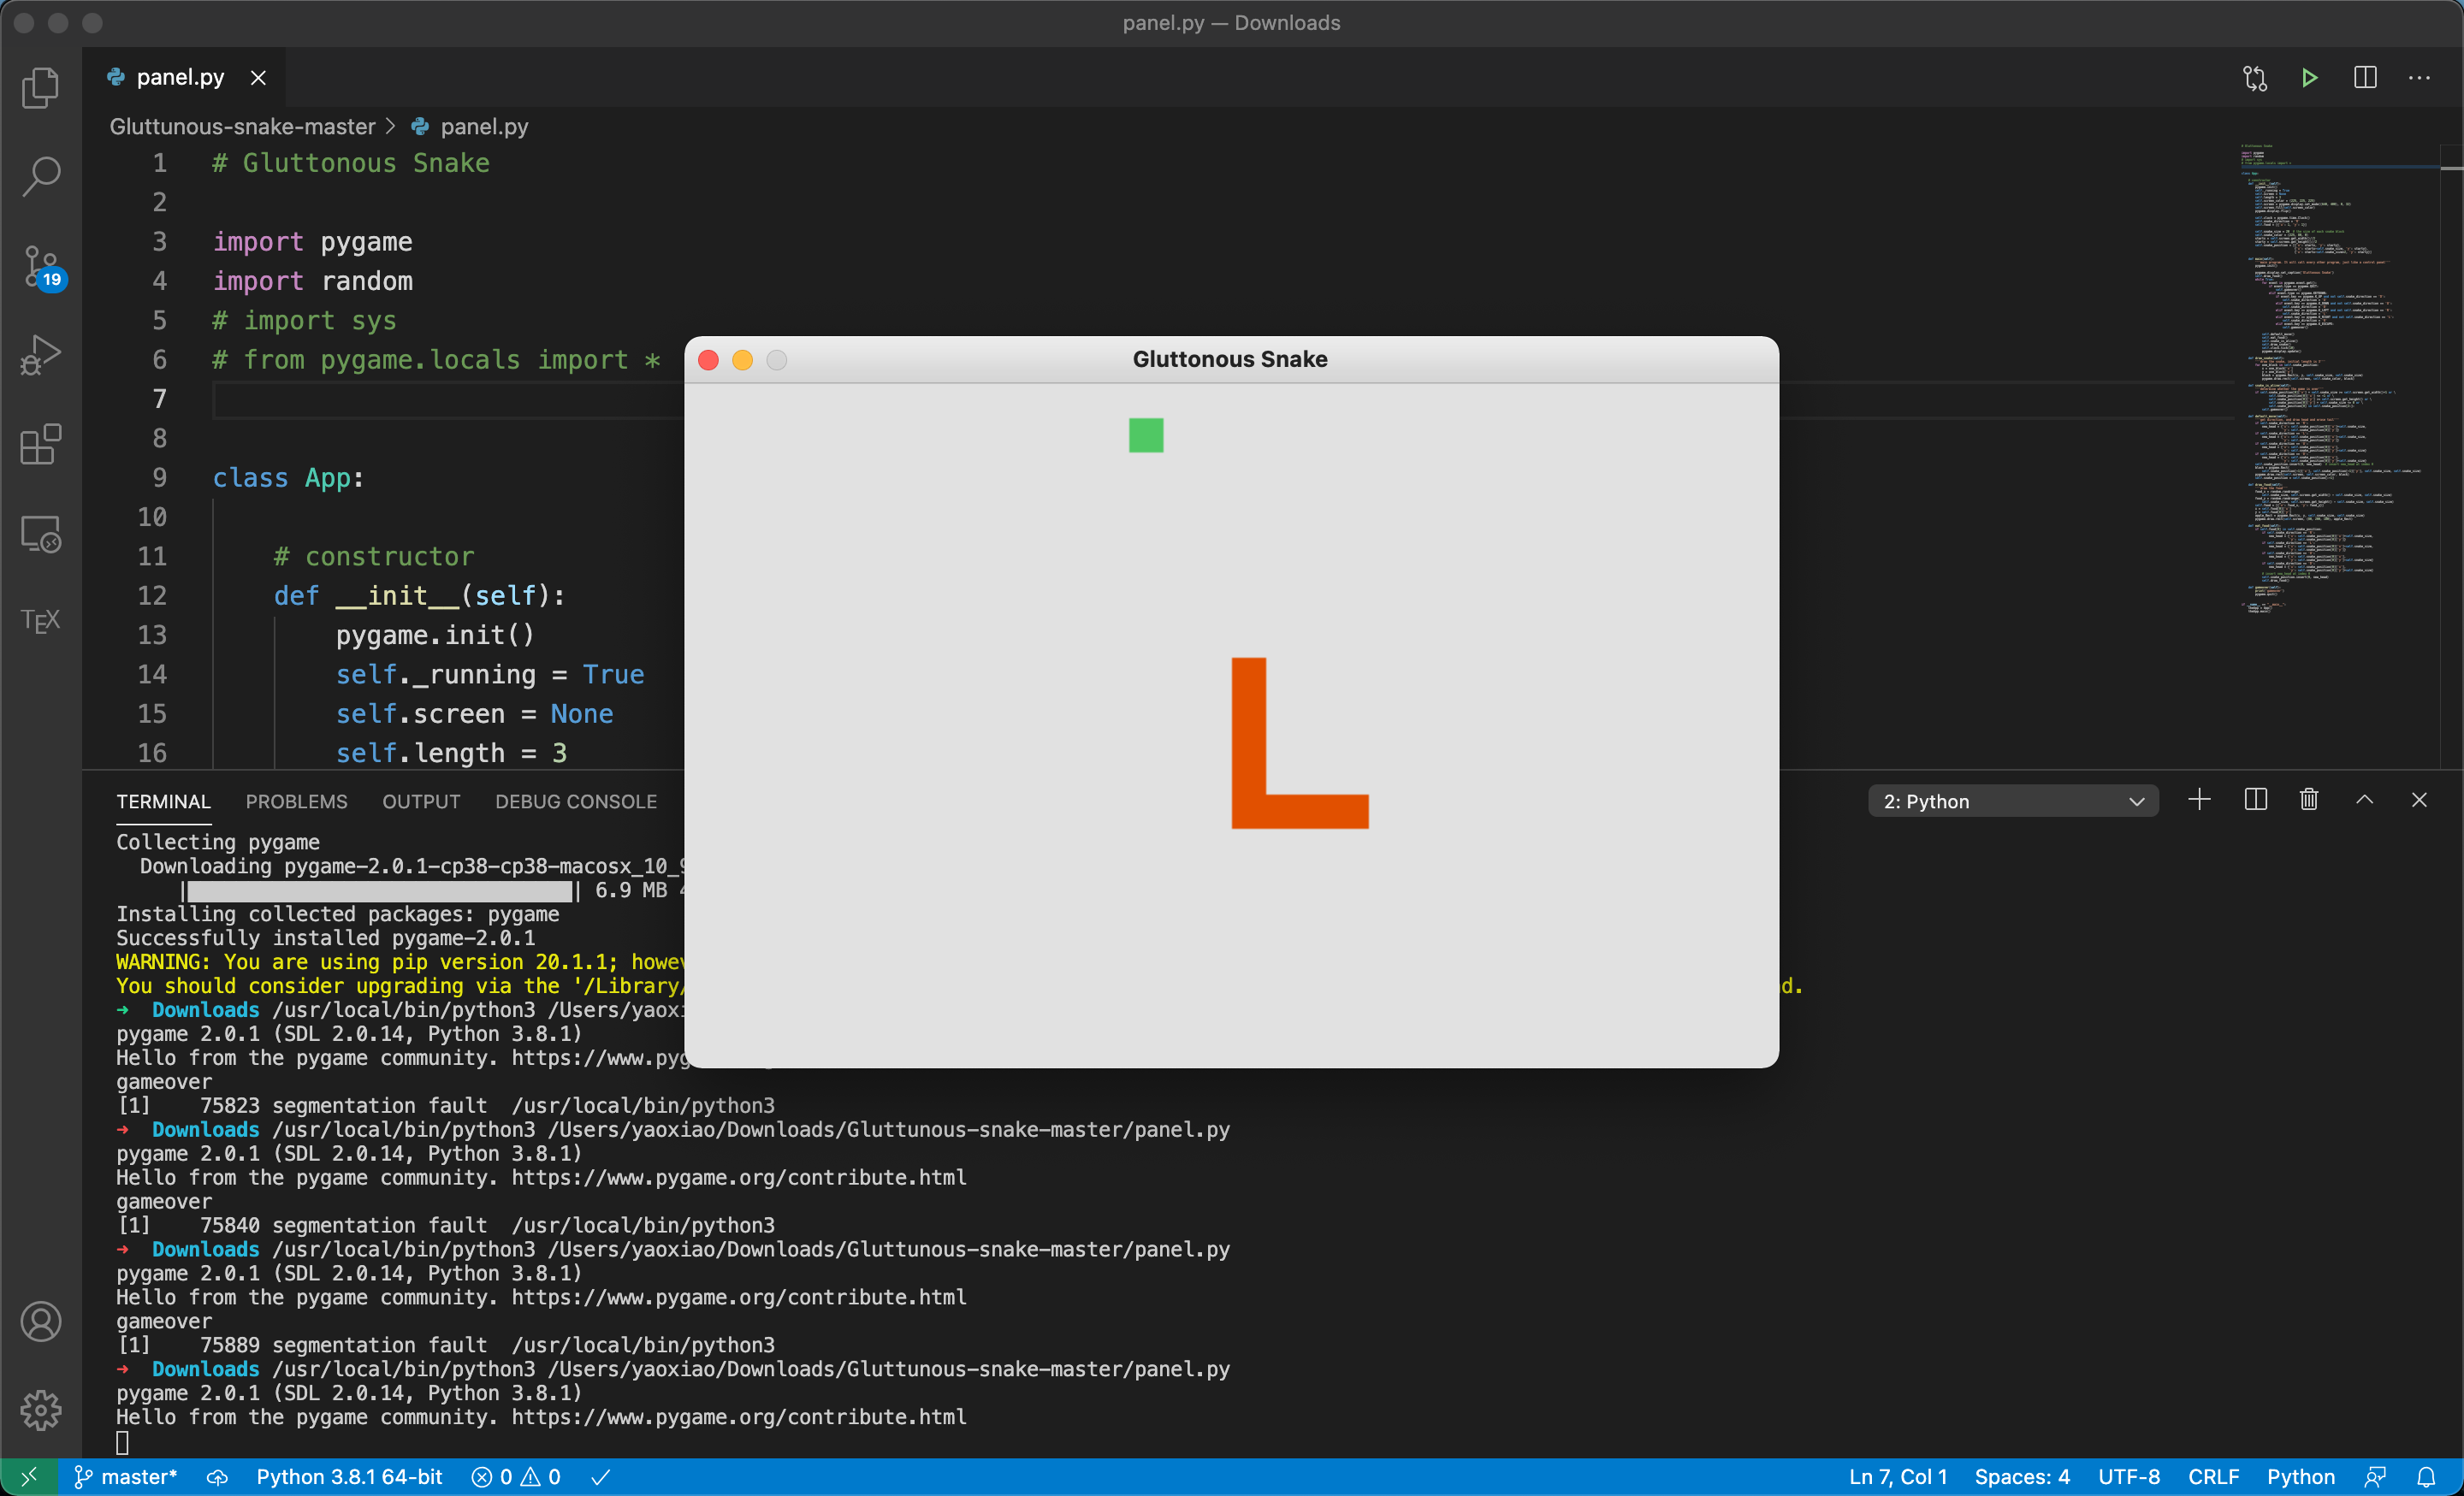 panel.py — Downloads
panel.py
Gluttunous-snake-master > panel.py
1 # Gluttonous Snake
2
3 import pygame
4 import random
5 # import sys
6 # from pygame.locals import *
7
8
9 class App:
10
11 # constructor
12 def __init__(self):
13 pygame.init()
14 self._running = True
15 self.screen = None
16 self.length = 3
19
TEX
Gluttonous Snake
TERMINAL PROBLEMS OUTPUT DEBUG CONSOLE
2: Python
Collecting pygame
Downloading pygame-2.0.1-cp38-cp38-macosx_10_9
| 6.9 MB
Installing collected packages: pygame
Successfully installed pygame-2.0.1
WARNING: You are using pip version 20.1.1; howev
You should consider upgrading via the '/Library/ d.
➜ Downloads /usr/local/bin/python3 /Users/yaoxi
pygame 2.0.1 (SDL 2.0.14, Python 3.8.1)
Hello from the pygame community. https://www.pyg
gameover
[1] 75823 segmentation fault /usr/local/bin/python3
➜ Downloads /usr/local/bin/python3 /Users/yaoxiao/Downloads/Gluttunous-snake-master/panel.py
pygame 2.0.1 (SDL 2.0.14, Python 3.8.1)
Hello from the pygame community. https://www.pygame.org/contribute.html
gameover
[1] 75840 segmentation fault /usr/local/bin/python3
➜ Downloads /usr/local/bin/python3 /Users/yaoxiao/Downloads/Gluttunous-snake-master/panel.py
pygame 2.0.1 (SDL 2.0.14, Python 3.8.1)
Hello from the pygame community. https://www.pygame.org/contribute.html
gameover
[1] 75889 segmentation fault /usr/local/bin/python3
➜ Downloads /usr/local/bin/python3 /Users/yaoxiao/Downloads/Gluttunous-snake-master/panel.py
pygame 2.0.1 (SDL 2.0.14, Python 3.8.1)
Hello from the pygame community. https://www.pygame.org/contribute.html
master* Python 3.8.1 64-bit 0 0 Ln 7, Col 1 Spaces: 4 UTF-8 CRLF Python